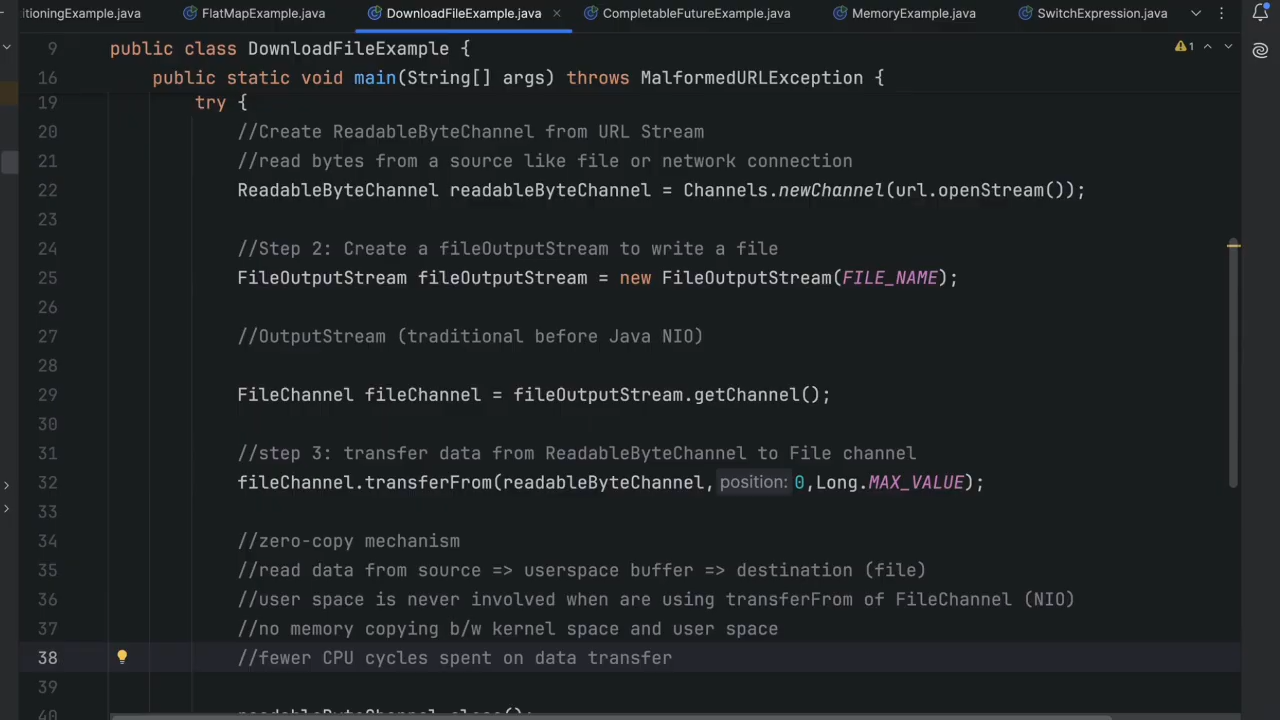 itioningExample.java FlatMapExample.java DownloadFileExample.java CompletableFutureExample.java MemoryExample.java SwitchExpression.java
9 public class DownloadFileExample { 1
16 public static void main(String[] args) throws MalformedURLException {
19 try {
20 //Create ReadableByteChannel from URL Stream
21 //read bytes from a source like file or network connection
22 ReadableByteChannel readableByteChannel = Channels.newChannel(url.openStream());
23
24 //Step 2: Create a fileOutputStream to write a file
25 FileOutputStream fileOutputStream = new FileOutputStream(FILE_NAME);
26
27 //OutputStream (traditional before Java NIO)
28
29 FileChannel fileChannel = fileOutputStream.getChannel();
30
31 //step 3: transfer data from ReadableByteChannel to File channel
32 fileChannel.transferFrom(readableByteChannel, position: 0,Long.MAX_VALUE);
33
34 //zero-copy mechanism
35 //read data from source => userspace buffer => destination (file)
36 //user space is never involved when are using transferFrom of FileChannel (NIO)
37 //no memory copying b/w kernel space and user space
38 //fewer CPU cycles spent on data transfer
39
40 readableByteChannel.close();